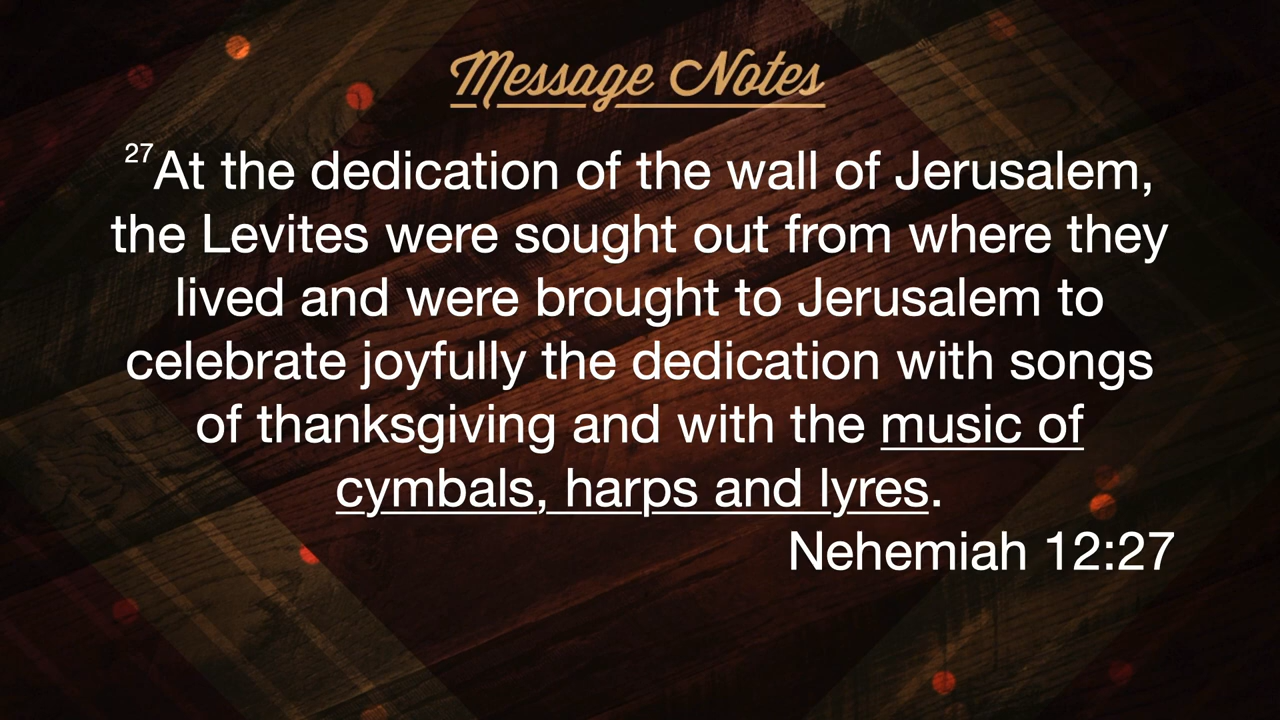 Message Notes
27At the dedication of the wall of Jerusalem,
the Levites were sought out from where they
lived and were brought to Jerusalem to
celebrate joyfully the dedication with songs
of thanksgiving and with the music of
cymbals, harps and lyres.
Nehemiah 12:27